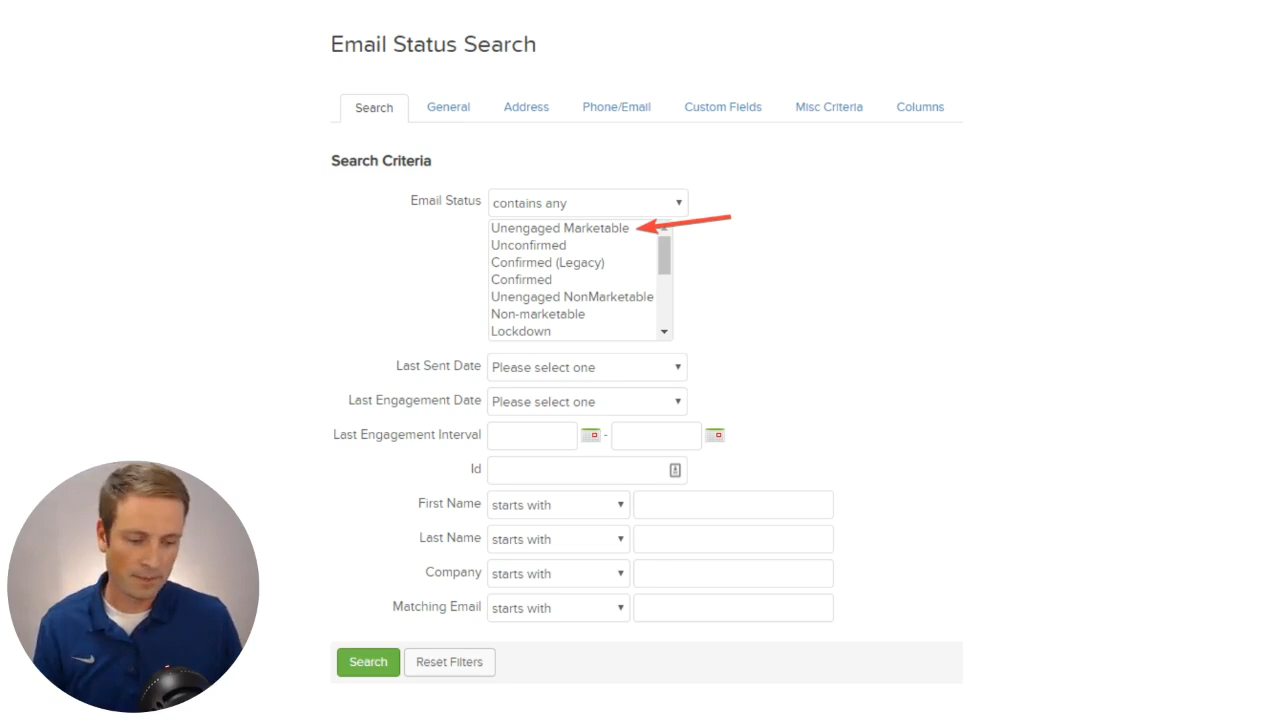 Email Status Search
Search General Address Phone/Email Custom Fields Misc Criteria Columns
Search Criteria
Email Status contains any
Unengaged Marketable
Unconfirmed
Confirmed (Legacy)
Confirmed
Unengaged NonMarketable
Non-marketable
Lockdown
Last Sent Date Please select one
Last Engagement Date Please select one
Last Engagement Interval -
Id
First Name starts with
Last Name starts with
Company starts with
Matching Email starts with
Search Reset Filters